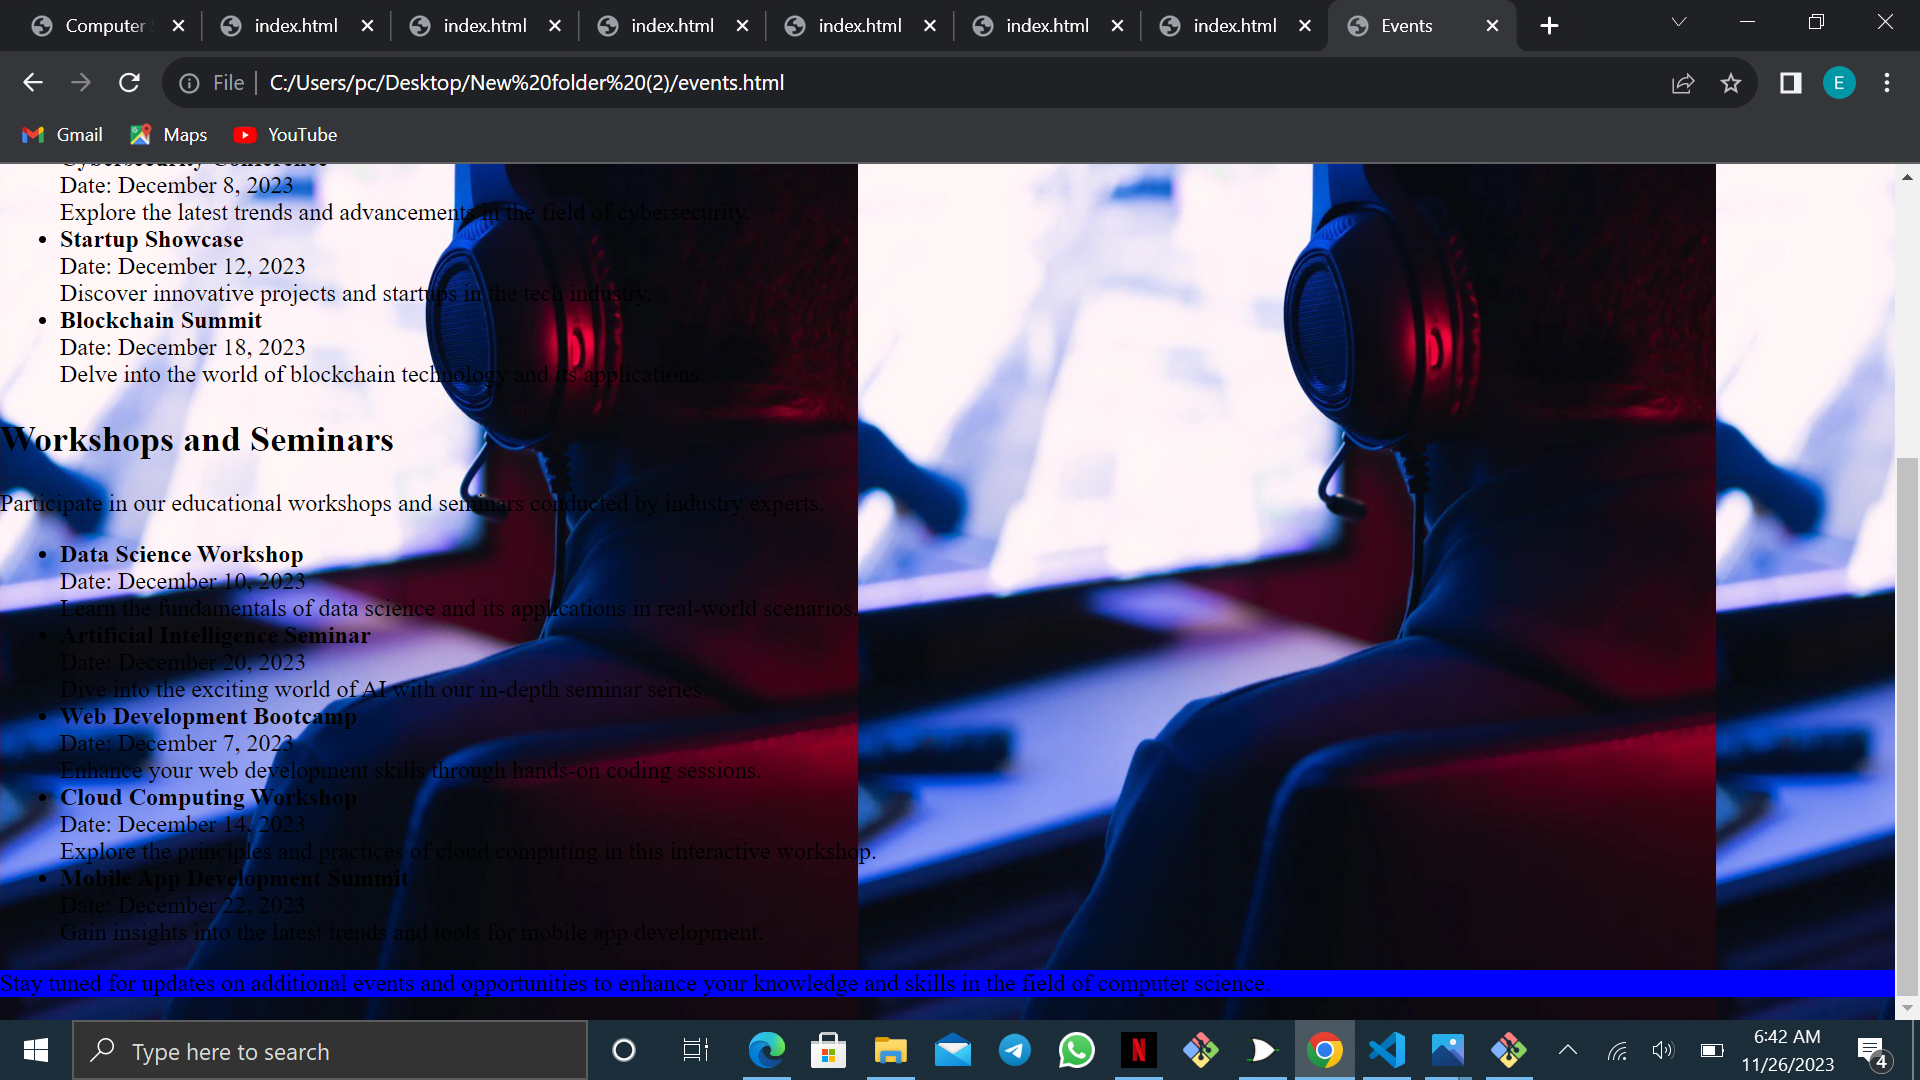 Computer
index.html
index.html
index.html
index.html
index.html
index.html
Events
File
C:/Users/pc/Desktop/New%20folder%20(2)/events.html
E
Gmail
Maps
YouTube
Cybersecurity Conference
Date: December 8, 2023
Explore the latest trends and advancements in the field of cybersecurity.
• Startup Showcase
Date: December 12, 2023
Discover innovative projects and startups in the tech industry.
• Blockchain Summit
Date: December 18, 2023
Delve into the world of blockchain technology and its applications.
Workshops and Seminars
Participate in our educational workshops and seminars conducted by industry experts.
• Data Science Workshop
Date: December 10, 2023
Learn the fundamentals of data science and its applications in real-world scenarios.
• Artificial Intelligence Seminar
Date: December 20, 2023
Dive into the exciting world of AI with our in-depth seminar series.
• Web Development Bootcamp
Date: December 7, 2023
Enhance your web development skills through hands-on coding sessions.
• Cloud Computing Workshop
Date: December 14, 2023
Explore the principles and practices of cloud computing in this interactive workshop.
• Mobile App Development Summit
Date: December 22, 2023
Gain insights into the latest trends and tools for mobile app development.
Stay tuned for updates on additional events and opportunities to enhance your knowledge and skills in the field of computer science.
Type here to search
N
6:42 AM
11/26/2023
4